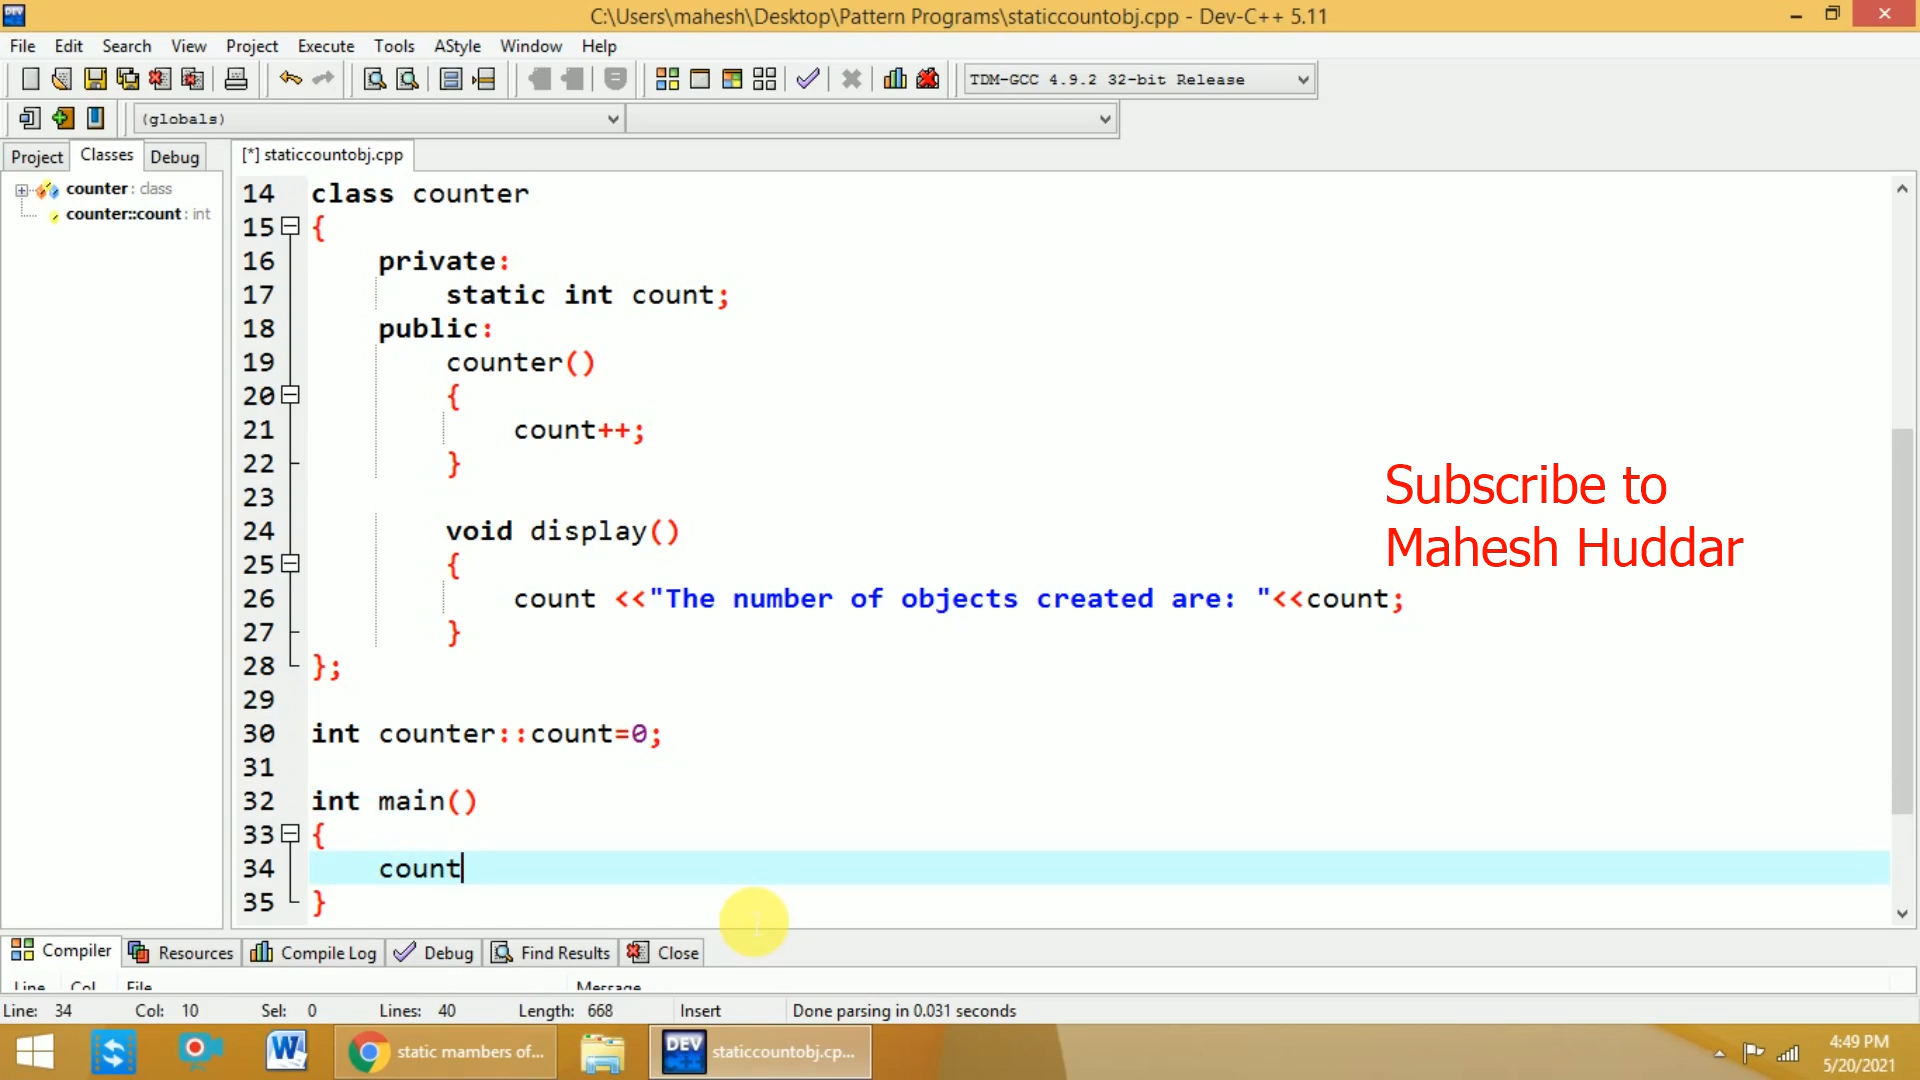 C:\Users\mahesh\Desktop\Pattern Programs\staticcountobj.cpp - Dev-C++ 5.11
File Edit Search View Project Execute Tools AStyle Window Help
TDM-GCC 4.9.2 32-bit Release
(globals)
Project Classes Debug
[*] staticcountobj.cpp
counter : class
counter::count : int
14 class counter
15 {
16 private:
17 static int count;
18 public:
19 counter()
20 {
21 count++;
22 }
23
24 void display()
25 {
26 count <<"The number of objects created are: "<<count;
27 }
28 };
29
30 int counter::count=0;
31
32 int main()
33 {
34 count
35 }
Subscribe to
Mahesh Huddar
Compiler Resources Compile Log Debug Find Results Close
Line Col File Message
Line: 34 Col: 10 Sel: 0 Lines: 40 Length: 668 Insert Done parsing in 0.031 seconds
static mambers of...
DEV
staticcountobj.cp...
4:49 PM
5/20/2021